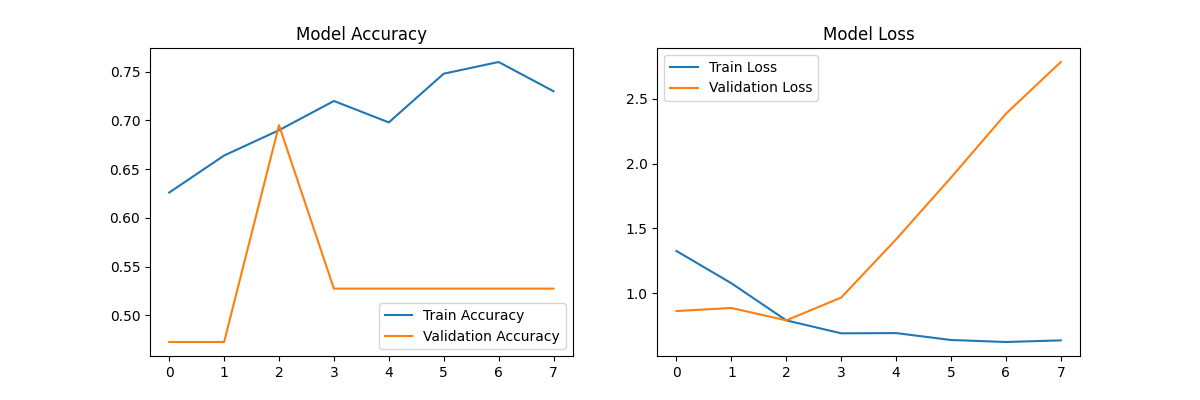 Model Accuracy
0.75
0.70
0.65
0.60
0.55
0.50
Train Accuracy
Validation Accuracy
0 1 2 3 4 5 6 7
Model Loss
Train Loss
Validation Loss
2.5
2.0
1.5
1.0
0 1 2 3 4 5 6 7